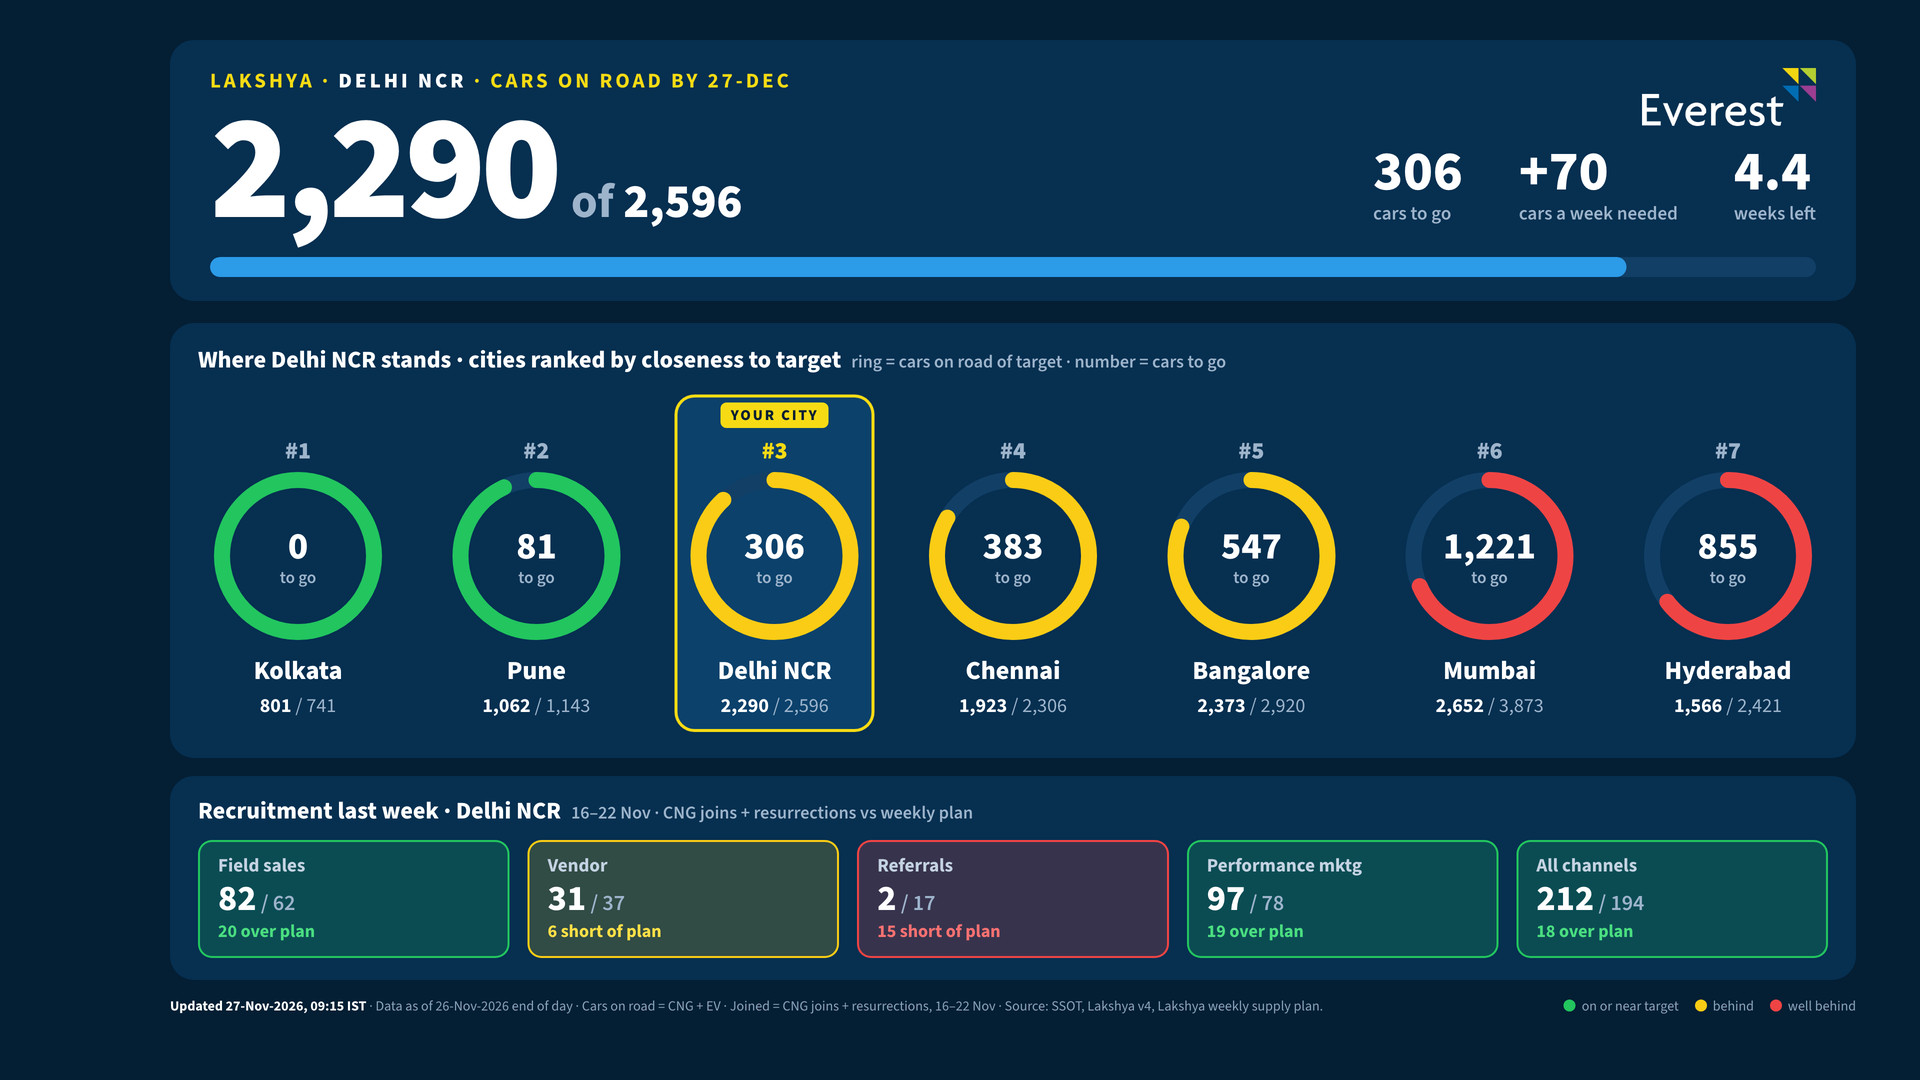 LAKSHYA · DELHI NCR · CARS ON ROAD BY 27-DEC
Everest
2,290 of 2,596
306
cars to go
+70
cars a week needed
4.4
weeks left
Where Delhi NCR stands · cities ranked by closeness to target ring = cars on road of target · number = cars to go
#1
0
to go
Kolkata
801 / 741
#2
81
to go
Pune
1,062 / 1,143
YOUR CITY
#3
306
to go
Delhi NCR
2,290 / 2,596
#4
383
to go
Chennai
1,923 / 2,306
#5
547
to go
Bangalore
2,373 / 2,920
#6
1,221
to go
Mumbai
2,652 / 3,873
#7
855
to go
Hyderabad
1,566 / 2,421
Recruitment last week · Delhi NCR 16–22 Nov · CNG joins + resurrections vs weekly plan
Field sales
82 / 62
20 over plan
Vendor
31 / 37
6 short of plan
Referrals
2 / 17
15 short of plan
Performance mktg
97 / 78
19 over plan
All channels
212 / 194
18 over plan
Updated 27-Nov-2026, 09:15 IST · Data as of 26-Nov-2026 end of day · Cars on road = CNG + EV · Joined = CNG joins + resurrections, 16–22 Nov · Source: SSOT, Lakshya v4, Lakshya weekly supply plan.
on or near target
behind
well behind